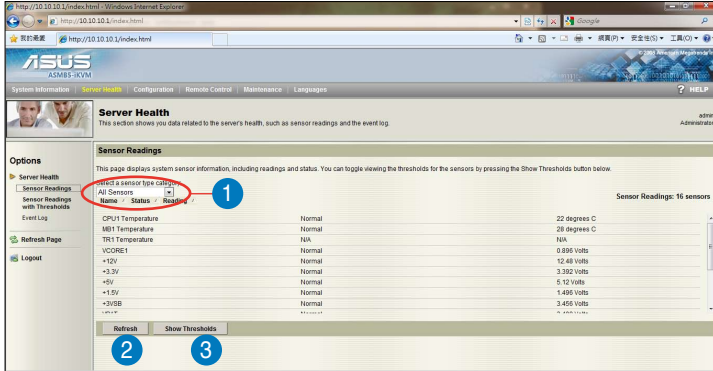 http://10.10.10.1/index.html - Windows Internet Explorer
http://10.10.10.1/index.html
Google
我的最愛
http://10.10.10.1/index.html
網頁(P)
安全性(S)
工具(O)
ASUS
ASMB5-iKVM
System Information
Server Health
Configuration
Remote Control
Maintenance
Languages
? HELP
Server Health
This section shows you data related to the server's health, such as sensor readings and the event log.
admin
Administrator
Options
Server Health
Sensor Readings
Sensor Readings with Thresholds
Event Log
Refresh Page
Logout
Sensor Readings
This page displays system sensor information, including readings and status. You can toggle viewing the thresholds for the sensors by pressing the Show Thresholds button below.
Select a sensor type category
All Sensors
1
Sensor Readings: 16 sensors
Name / Status / Reading /
CPU1 Temperature Normal 22 degrees C
MB1 Temperature Normal 28 degrees C
TR1 Temperature N/A N/A
VCORE1 Normal 0.896 Volts
+12V Normal 12.48 Volts
+3.3V Normal 3.392 Volts
+5V Normal 5.12 Volts
+1.5V Normal 1.496 Volts
+3VSB Normal 3.456 Volts
Refresh
Show Thresholds
2
3